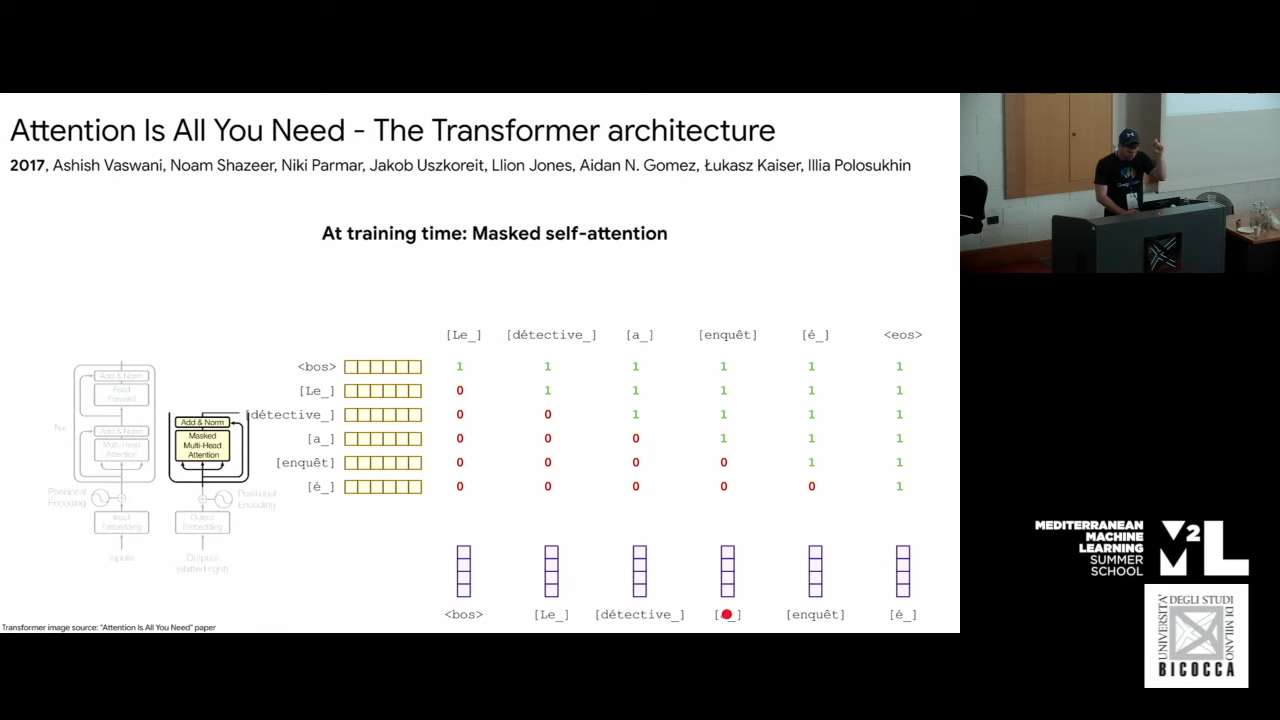 Attention Is All You Need - The Transformer architecture
2017, Ashish Vaswani, Noam Shazeer, Niki Parmar, Jakob Uszkoreit, Llion Jones, Aidan N. Gomez, Łukasz Kaiser, Illia Polosukhin
At training time: Masked self-attention
[Le_] [détective_] [a_] [enquêt] [é_] <eos>
<bos> 1 1 1 1 1 1
[Le_] 0 1 1 1 1 1
[détective_] 0 0 1 1 1 1
[a_] 0 0 0 1 1 1
[enquêt] 0 0 0 0 1 1
[é_] 0 0 0 0 0 1
<bos> [Le_] [détective_] [ _] [enquêt] [é_]
Add & Norm
Feed
Forward
Nx
Add & Norm
Multi-Head
Attention
Positional
Encoding
Input
Embedding
Inputs
Add & Norm
Masked
Multi-Head
Attention
Positional
Encoding
Output
Embedding
Outputs
(shifted right)
Transformer image source: "Attention Is All You Need" paper
MEDITERRANEAN
MACHINE
LEARNING
SUMMER
SCHOOL
M2L
UNIVERSITÀ
DEGLI STUDI
DI MILANO
BICOCCA